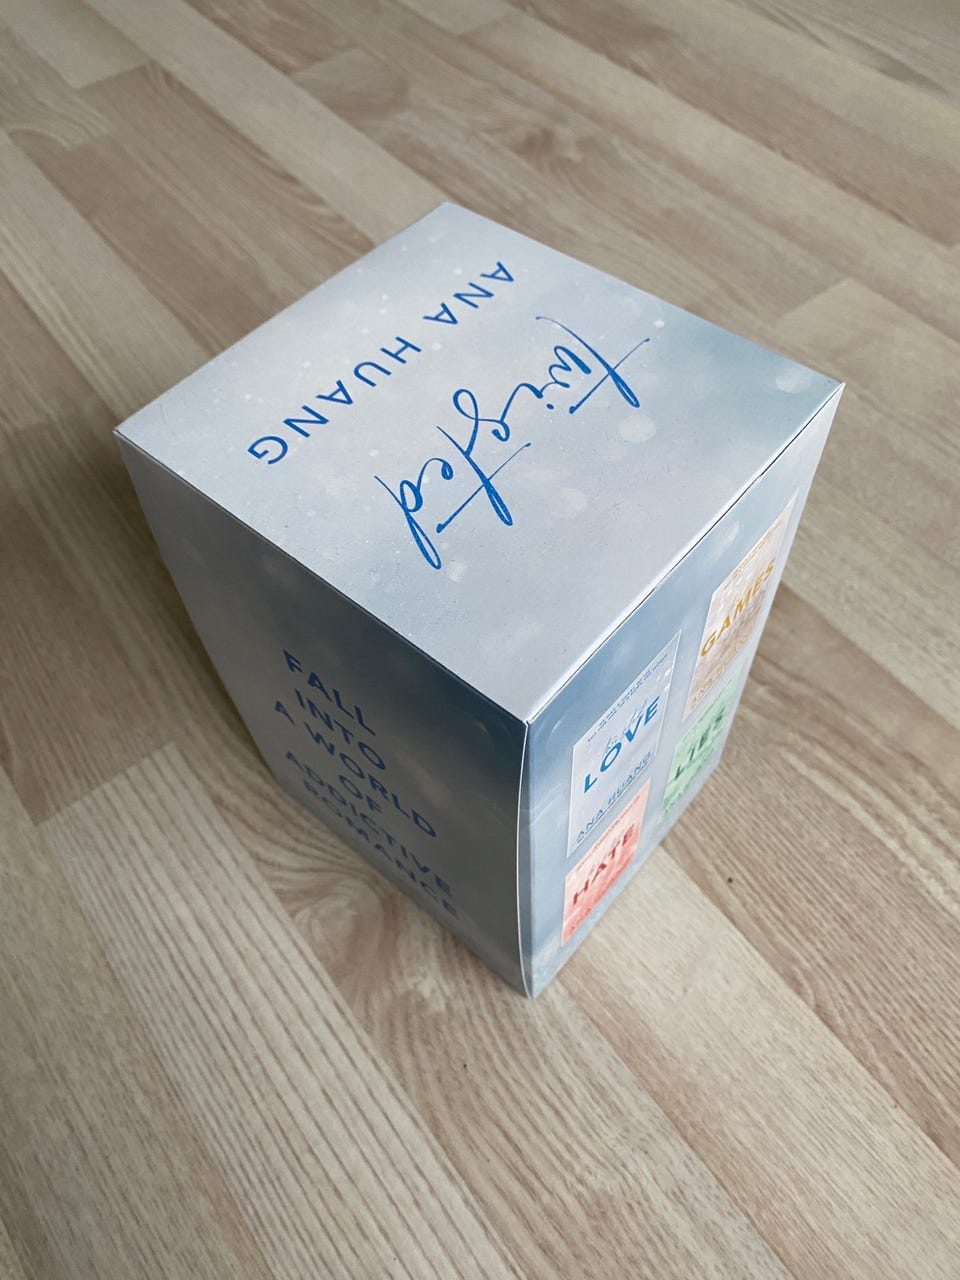 twisted
ANA HUANG
FALL
INTO
A WORLD
OF
ADDICTIVE
ROMANCE
LOVE
ANA HUANG
GAMES
HATE
LIES